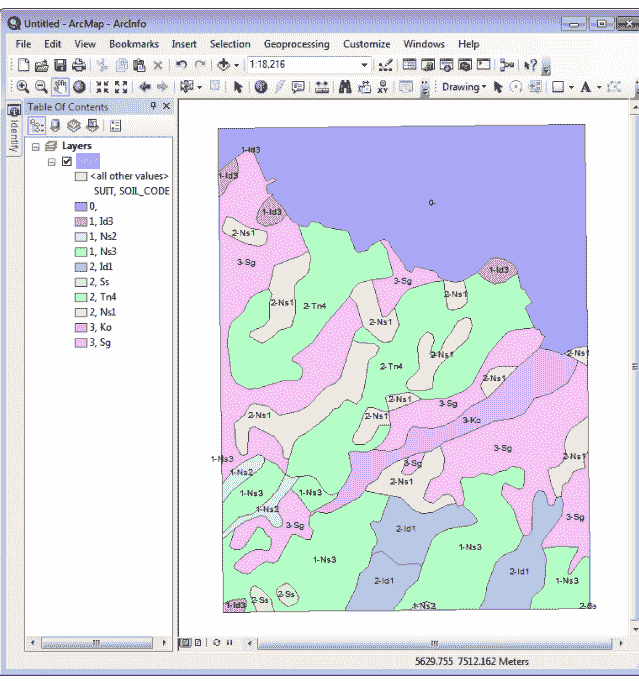 Untitled - ArcMap - ArcInfo
File Edit View Bookmarks Insert Selection Geoprocessing Customize Windows Help
1:18,216
Drawing
A
Table Of Contents
Identify
Layers
<all other values>
SUIT, SOIL_CODE
0,
1, Id3
1, Ns2
1, Ns3
2, Id1
2, Ss
2, Tn4
2, Ns1
3, Ko
3, Sg
1-Id3
1-Id3
0-
1-Id3
2-Ns1
3-Sg
1-Id3
3-Sg
2-Ns1
2-Ns1
2-Tn4
2-Ns1
2-Ns1
2-Ns1
2-Tn4
2-Ns1
2-Ns1
3-Sg
2-Ns1
2-Ns1
3-Ko
3-Sg
2-Ns1
1-Ns3
3-Sg
1-Ns2
2-Ns1
1-Ns3
1-Ns3
1-Ns2
3-Sg
3-Sg
2-Id1
1-Ns3
1-Ns3
2-Id1
2-Id1
1-Ns3
2-Ss
2-Ss
1-Id3
1-Ns2
2-Ss
5629.755 7512.162 Meters